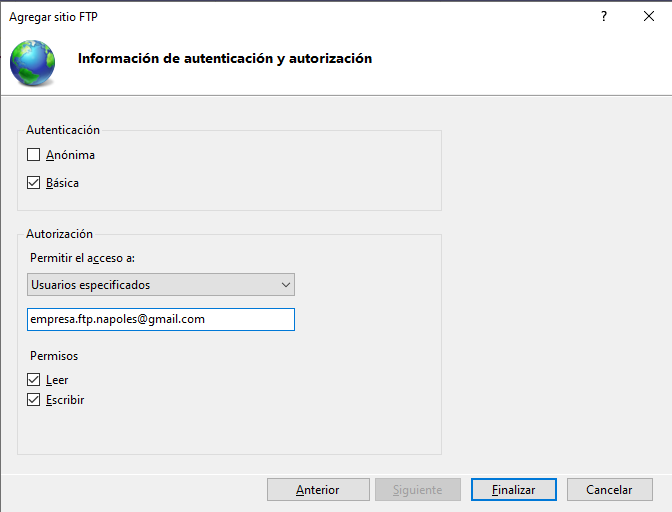 Agregar sitio FTP
?
Información de autenticación y autorización
Autenticación
Anónima
Básica
Autorización
Permitir el acceso a:
Usuarios especificados
empresa.ftp.napoles@gmail.com
Permisos
Leer
Escribir
Anterior Siguiente Finalizar Cancelar